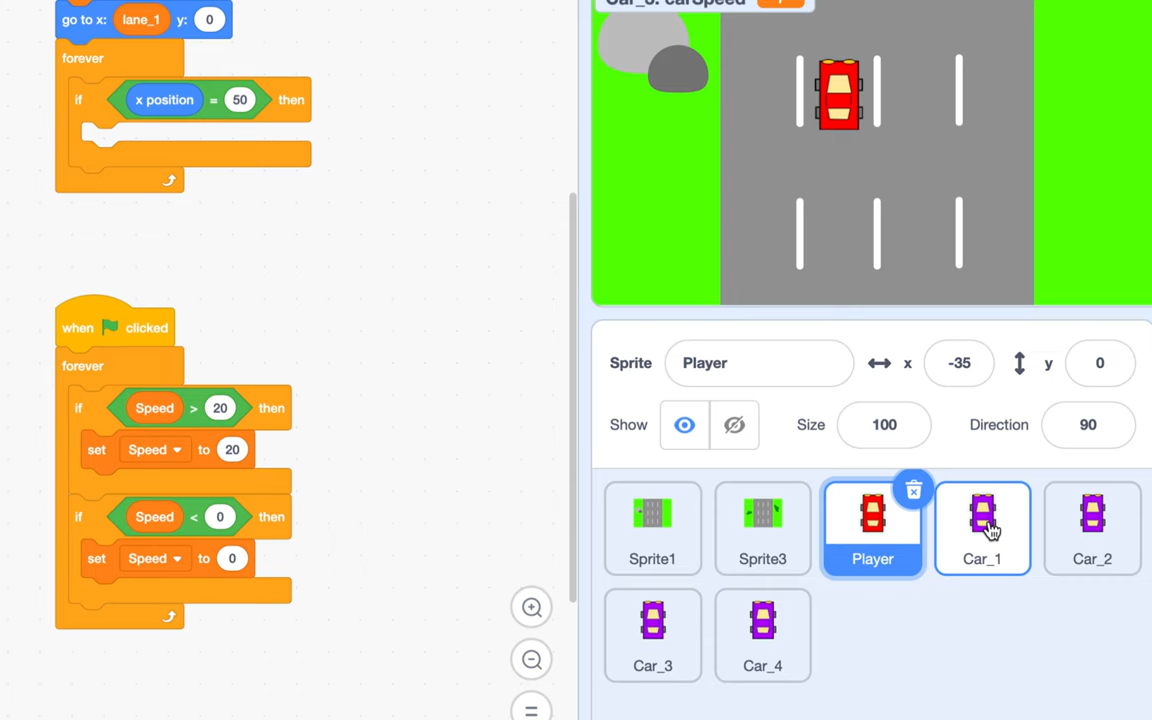 go to x: lane_1 y: 0
forever
if x position = 50 then
when clicked
forever
if Speed > 20 then
set Speed to 20
if Speed < 0 then
set Speed to 0
Car_3: carSpeed
Sprite Player x -35 y 0
Show Size 100 Direction 90
Sprite1 Sprite3 Player Car_1 Car_2
Car_3 Car_4